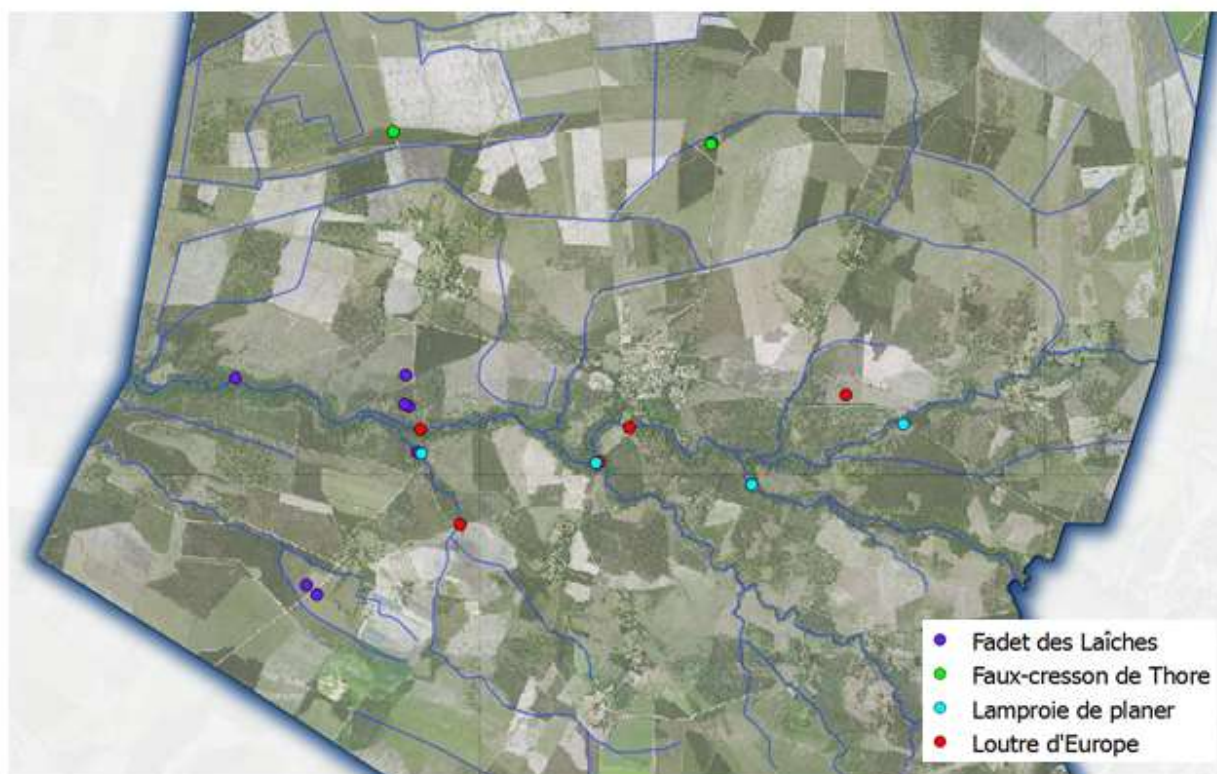 Fadet des Laîches
Faux-cresson de Thore
Lamproie de planer
Loutre d'Europe